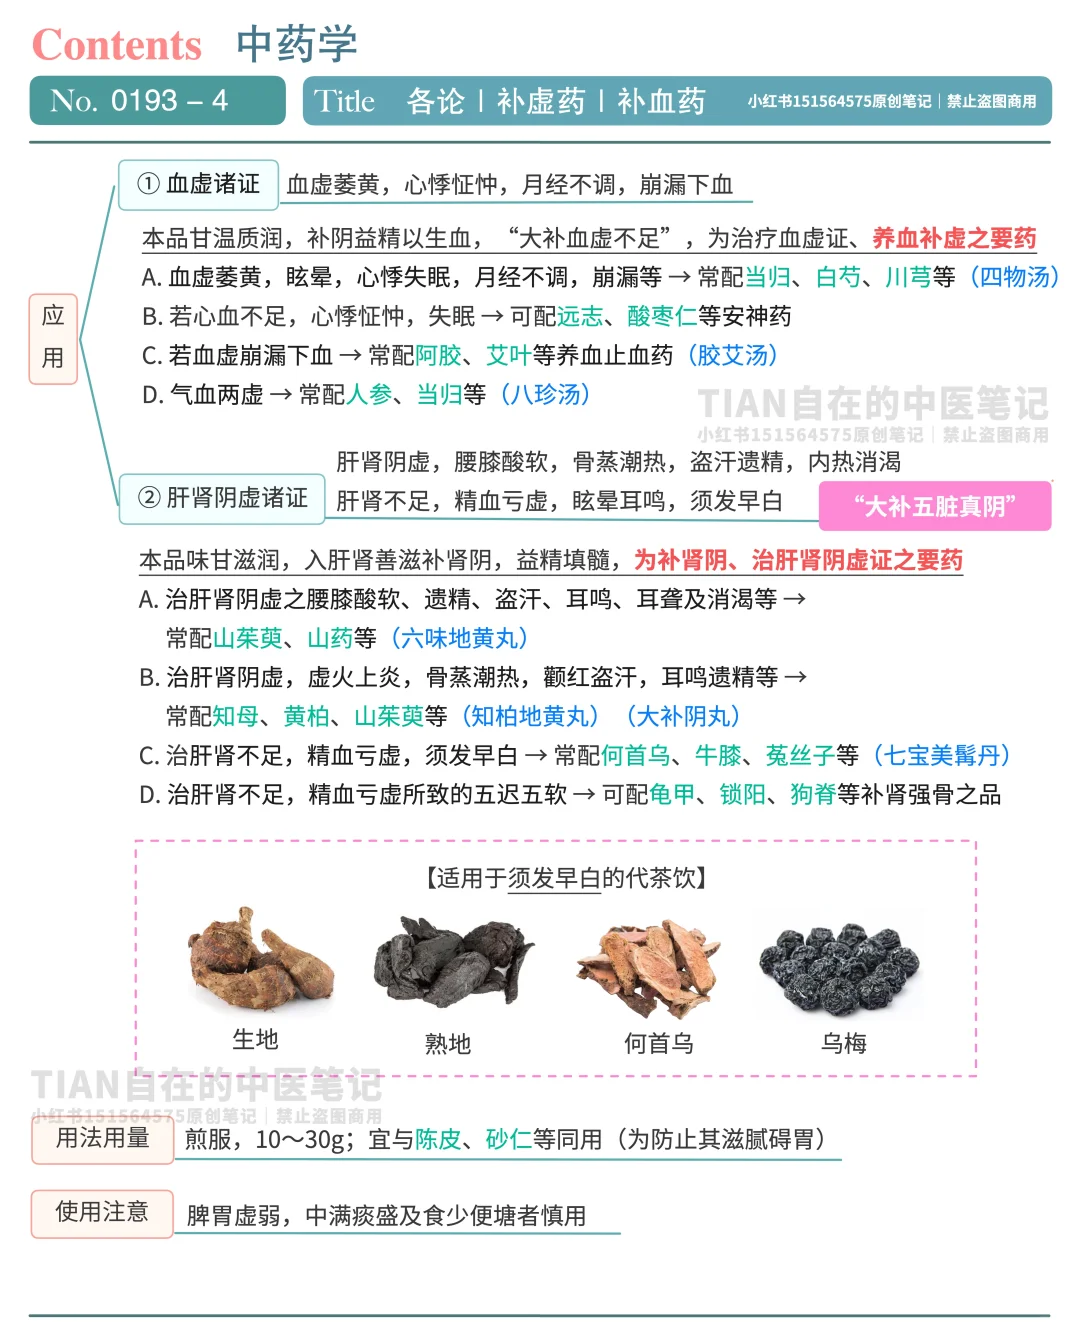 Contents 中药学
No. 0193 – 4
Title 各论 | 补虚药 | 补血药 小红书151564575原创笔记｜禁止盗图商用
① 血虚诸证 血虚萎黄，心悸怔忡，月经不调，崩漏下血
本品甘温质润，补阴益精以生血，“大补血虚不足”，为治疗血虚证、养血补虚之要药
A. 血虚萎黄，眩晕，心悸失眠，月经不调，崩漏等 → 常配当归、白芍、川芎等（四物汤）
应用
B. 若心血不足，心悸怔忡，失眠 → 可配远志、酸枣仁等安神药
C. 若血虚崩漏下血 → 常配阿胶、艾叶等养血止血药（胶艾汤）
D. 气血两虚 → 常配人参、当归等（八珍汤）
TIAN自在的中医笔记
小红书151564575原创笔记｜禁止盗图商用
肝肾阴虚，腰膝酸软，骨蒸潮热，盗汗遗精，内热消渴
② 肝肾阴虚诸证 肝肾不足，精血亏虚，眩晕耳鸣，须发早白
“大补五脏真阴”
本品味甘滋润，入肝肾善滋补肾阴，益精填髓，为补肾阴、治肝肾阴虚证之要药
A. 治肝肾阴虚之腰膝酸软、遗精、盗汗、耳鸣、耳聋及消渴等 →
常配山茱萸、山药等（六味地黄丸）
B. 治肝肾阴虚，虚火上炎，骨蒸潮热，颧红盗汗，耳鸣遗精等 →
常配知母、黄柏、山茱萸等（知柏地黄丸）（大补阴丸）
C. 治肝肾不足，精血亏虚，须发早白 → 常配何首乌、牛膝、菟丝子等（七宝美髯丹）
D. 治肝肾不足，精血亏虚所致的五迟五软 → 可配龟甲、锁阳、狗脊等补肾强骨之品
【适用于须发早白的代茶饮】
生地 熟地 何首乌 乌梅
TIAN自在的中医笔记
小红书151564575原创笔记｜禁止盗图商用
用法用量 煎服，10～30g；宜与陈皮、砂仁等同用（为防止其滋腻碍胃）
使用注意 脾胃虚弱，中满痰盛及食少便塘者慎用